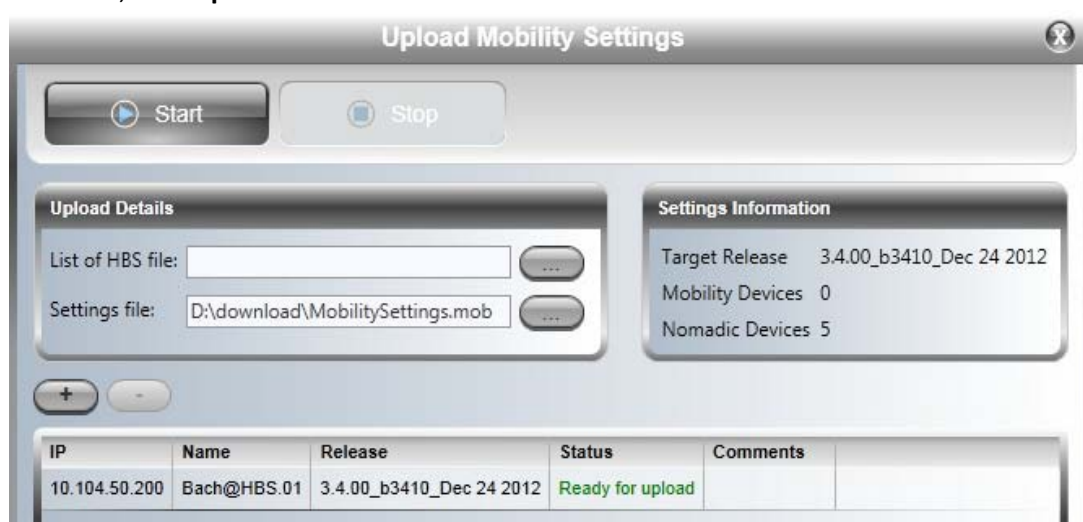 Upload Mobility Settings
Start
Stop
Upload Details
List of HBS file:
...
Settings file:
D:\download\MobilitySettings.mob
...
Settings Information
Target Release 3.4.00_b3410_Dec 24 2012
Mobility Devices 0
Nomadic Devices 5
+ -
IP Name Release Status Comments
10.104.50.200 Bach@HBS.01 3.4.00_b3410_Dec 24 2012 Ready for upload